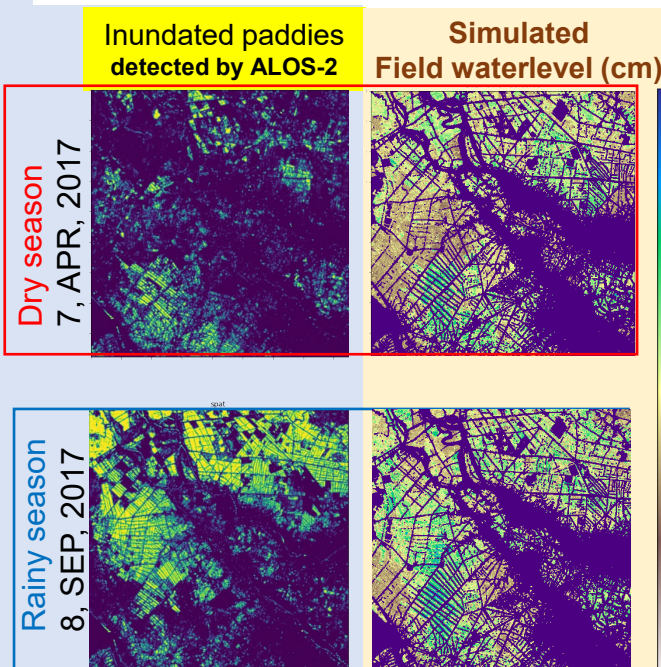 Inundated paddies
detected by ALOS-2
Simulated
Field waterlevel (cm)
Dry season
7, APR, 2017
spat
Rainy season
8, SEP, 2017